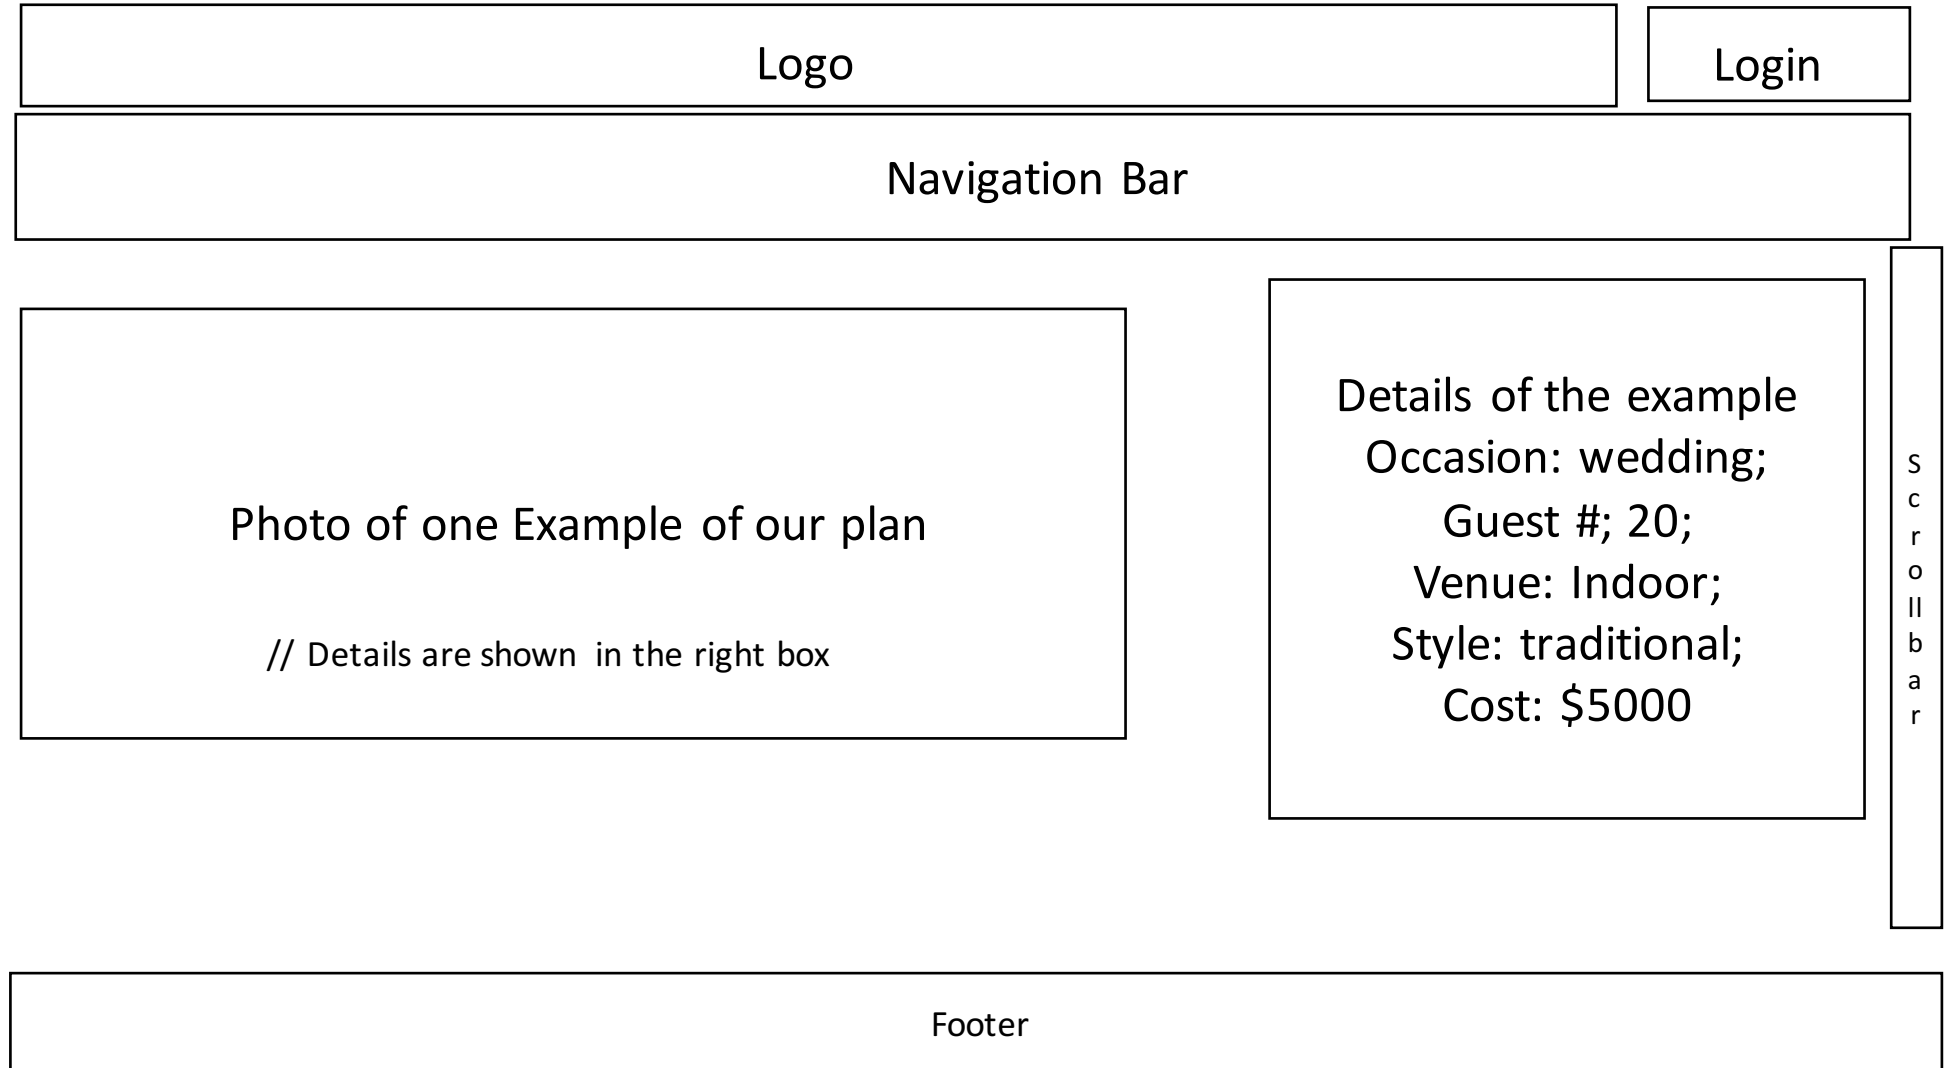 Logo
Login
Navigation Bar
Details of the example
Occasion: wedding;
Guest #; 20;
Venue: Indoor;
Style: traditional;
Cost: $5000
Photo of one Example of our plan
// Details are shown in the right box
S
c
r
o
ll
b
a
r
Footer